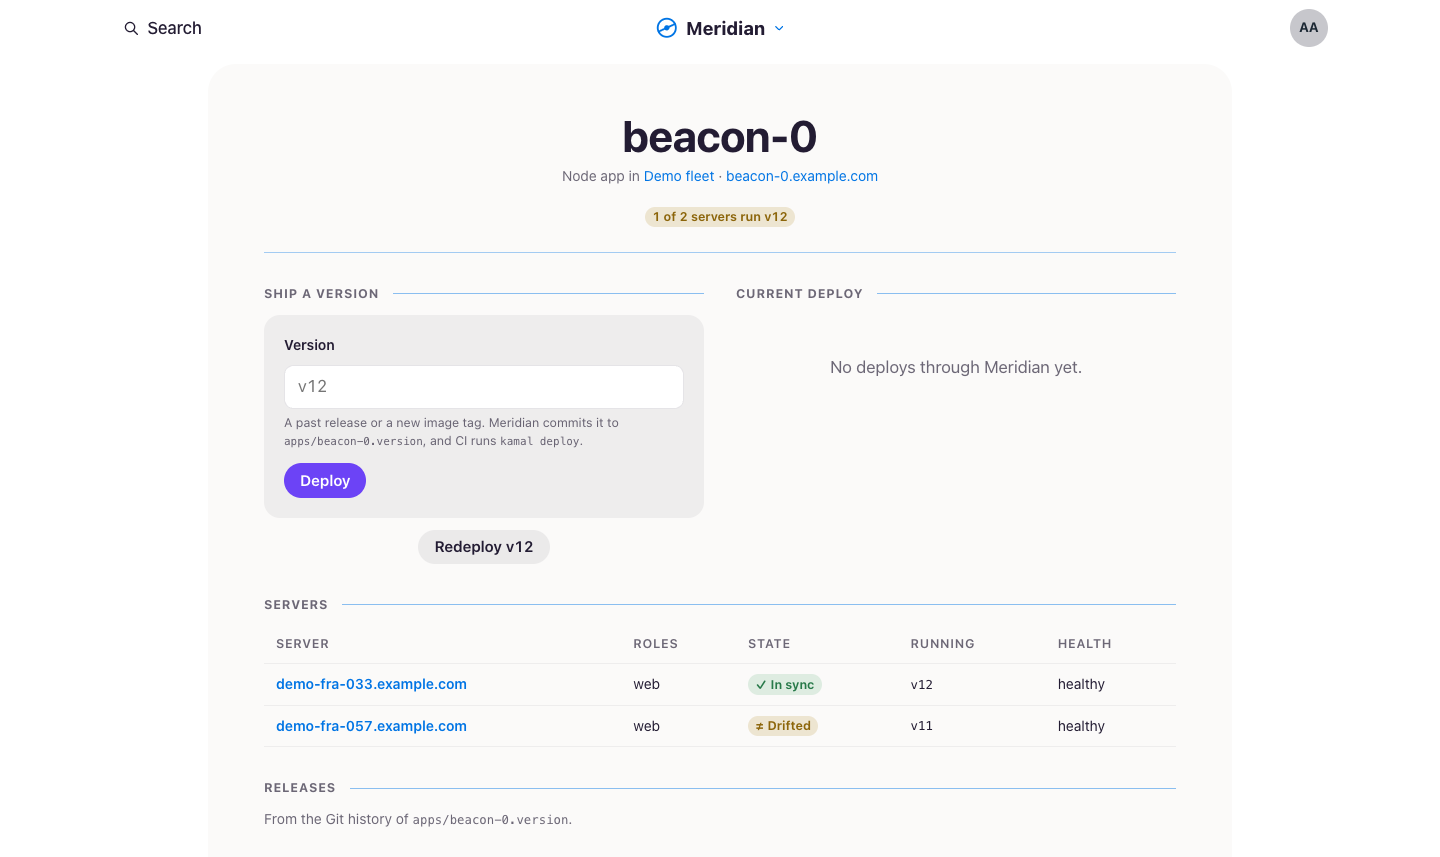 Search
Meridian
AA
beacon-0
Node app in Demo fleet · beacon-0.example.com
1 of 2 servers run v12
SHIP A VERSION
Version
v12
A past release or a new image tag. Meridian commits it to
apps/beacon-0.version, and CI runs kamal deploy.
Deploy
Redeploy v12
CURRENT DEPLOY
No deploys through Meridian yet.
SERVERS
SERVER ROLES STATE RUNNING HEALTH
demo-fra-033.example.com web ✓ In sync v12 healthy
demo-fra-057.example.com web ≠ Drifted v11 healthy
RELEASES
From the Git history of apps/beacon-0.version.